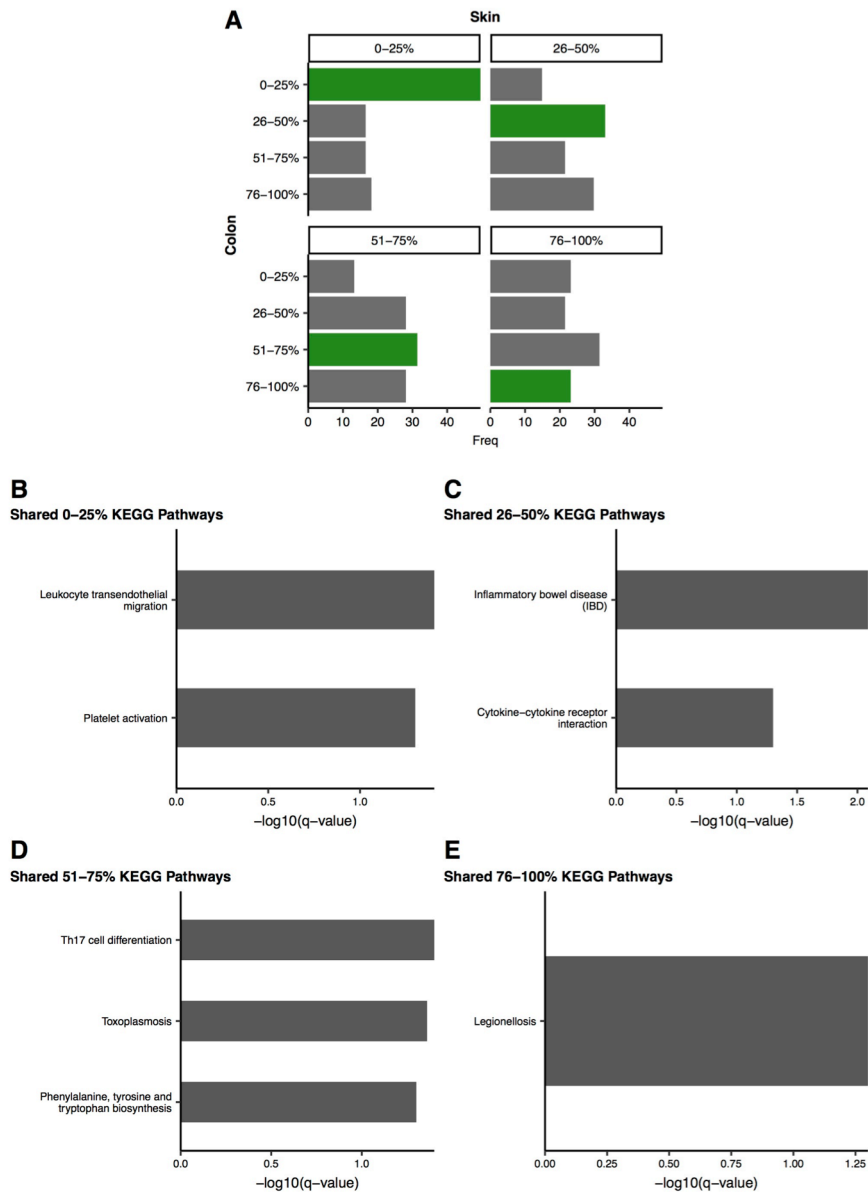 A
Skin
0–25%
26–50%
0–25%
26–50%
51–75%
76–100%
Colon
51–75%
76–100%
0–25%
26–50%
51–75%
76–100%
0 10 20 30 40
0 10 20 30 40
Freq
B
Shared 0–25% KEGG Pathways
Leukocyte transendothelial
migration
Platelet activation
0.0 0.5 1.0
–log10(q–value)
C
Shared 26–50% KEGG Pathways
Inflammatory bowel disease
(IBD)
Cytokine–cytokine receptor
interaction
0.0 0.5 1.0 1.5 2.0
–log10(q–value)
D
Shared 51–75% KEGG Pathways
Th17 cell differentiation
Toxoplasmosis
Phenylalanine, tyrosine and
tryptophan biosynthesis
0.0 0.5 1.0
–log10(q–value)
E
Shared 76–100% KEGG Pathways
Legionellosis
0.00 0.25 0.50 0.75 1.00 1.25
–log10(q–value)